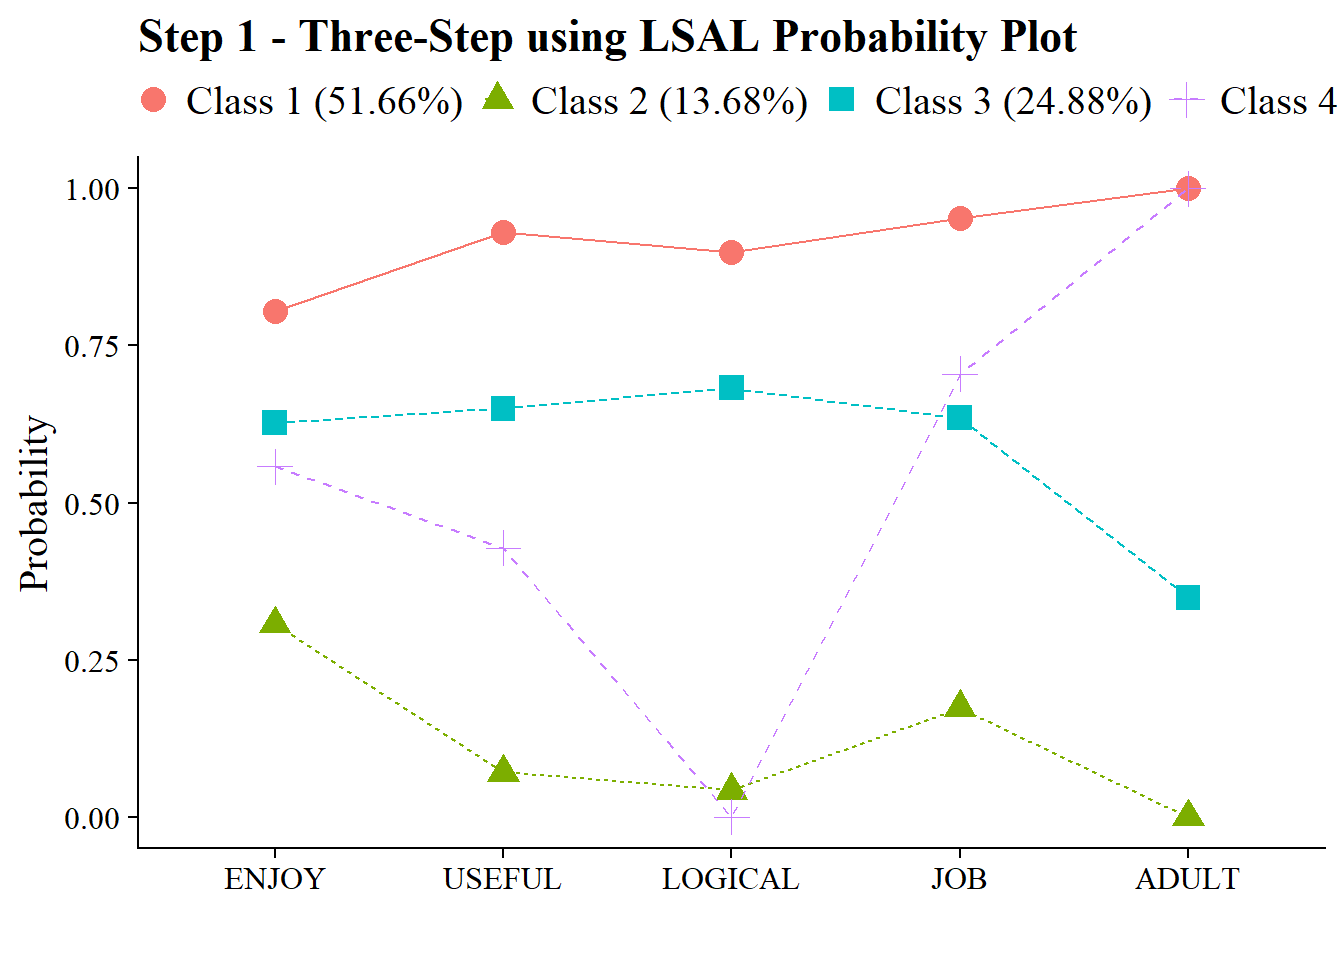 Step 1 - Three-Step using LSAL Probability Plot
Class 1 (51.66%) Class 2 (13.68%) Class 3 (24.88%) Class 4
1.00
0.75
0.50
0.25
0.00
Probability
ENJOY USEFUL LOGICAL JOB ADULT